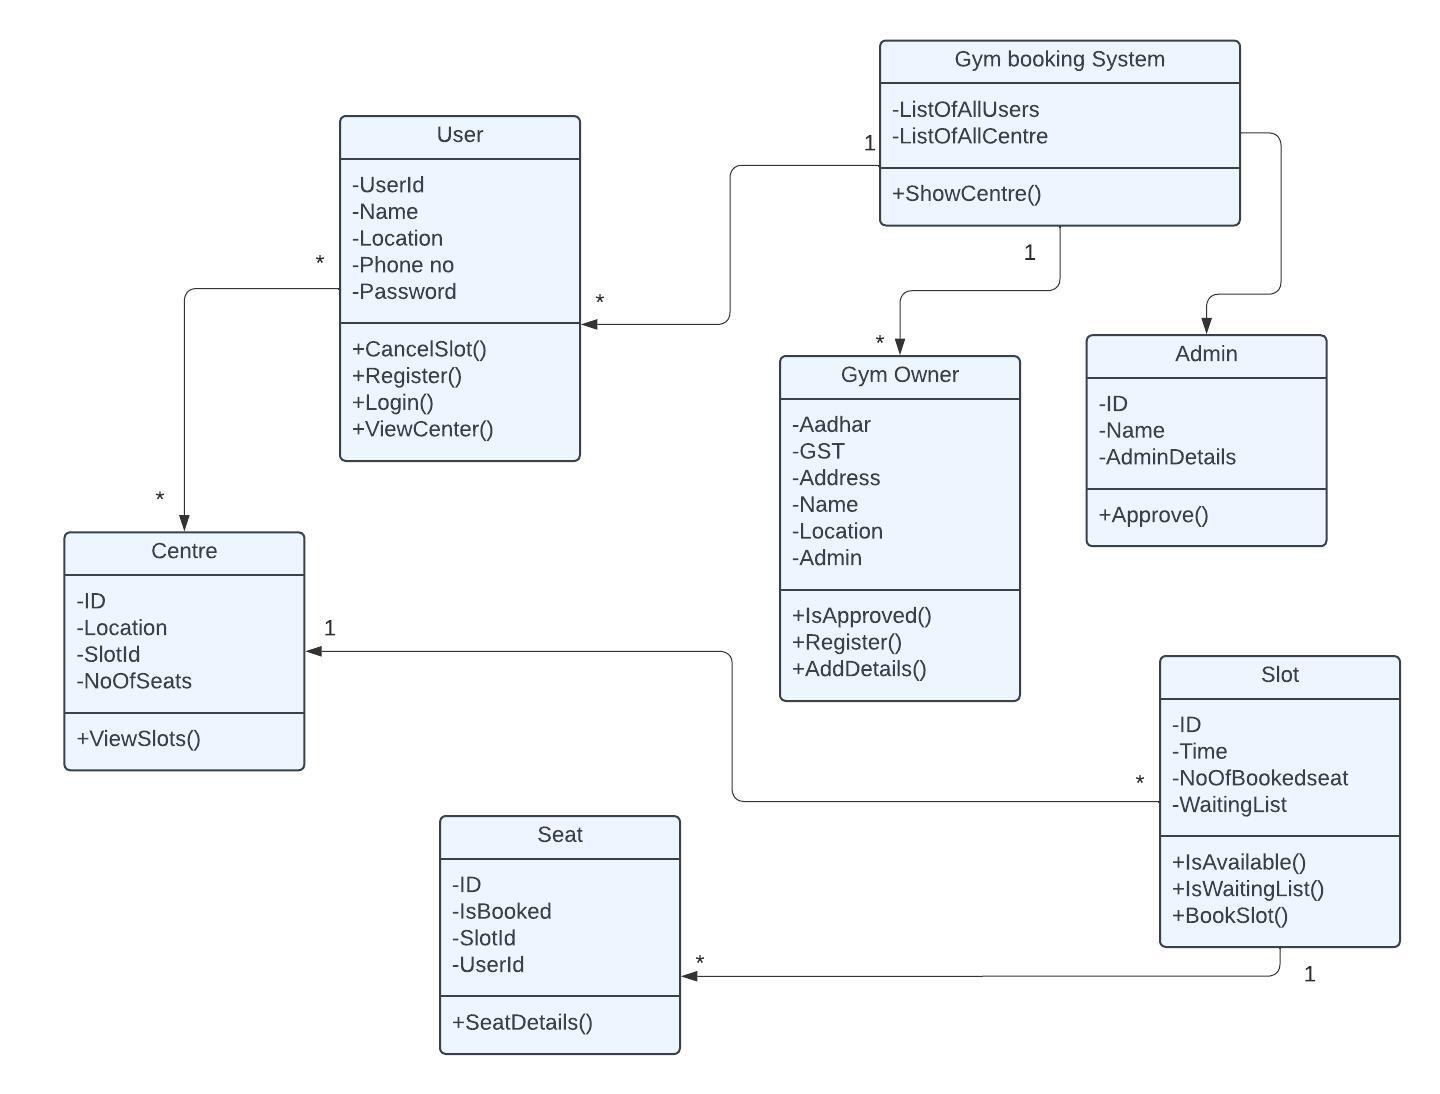 Gym booking System
-ListOfAllUsers
-ListOfAllCentre
+ShowCentre()
1
1
User
-UserId
-Name
-Location
-Phone no
-Password
+CancelSlot()
+Register()
+Login()
+ViewCenter()
*
*
*
*
Gym Owner
-Aadhar
-GST
-Address
-Name
-Location
-Admin
+IsApproved()
+Register()
+AddDetails()
Admin
-ID
-Name
-AdminDetails
+Approve()
Centre
-ID
-Location
-SlotId
-NoOfSeats
+ViewSlots()
1
*
Slot
-ID
-Time
-NoOfBookedseat
-WaitingList
+IsAvailable()
+IsWaitingList()
+BookSlot()
Seat
-ID
-IsBooked
-SlotId
-UserId
+SeatDetails()
*
1